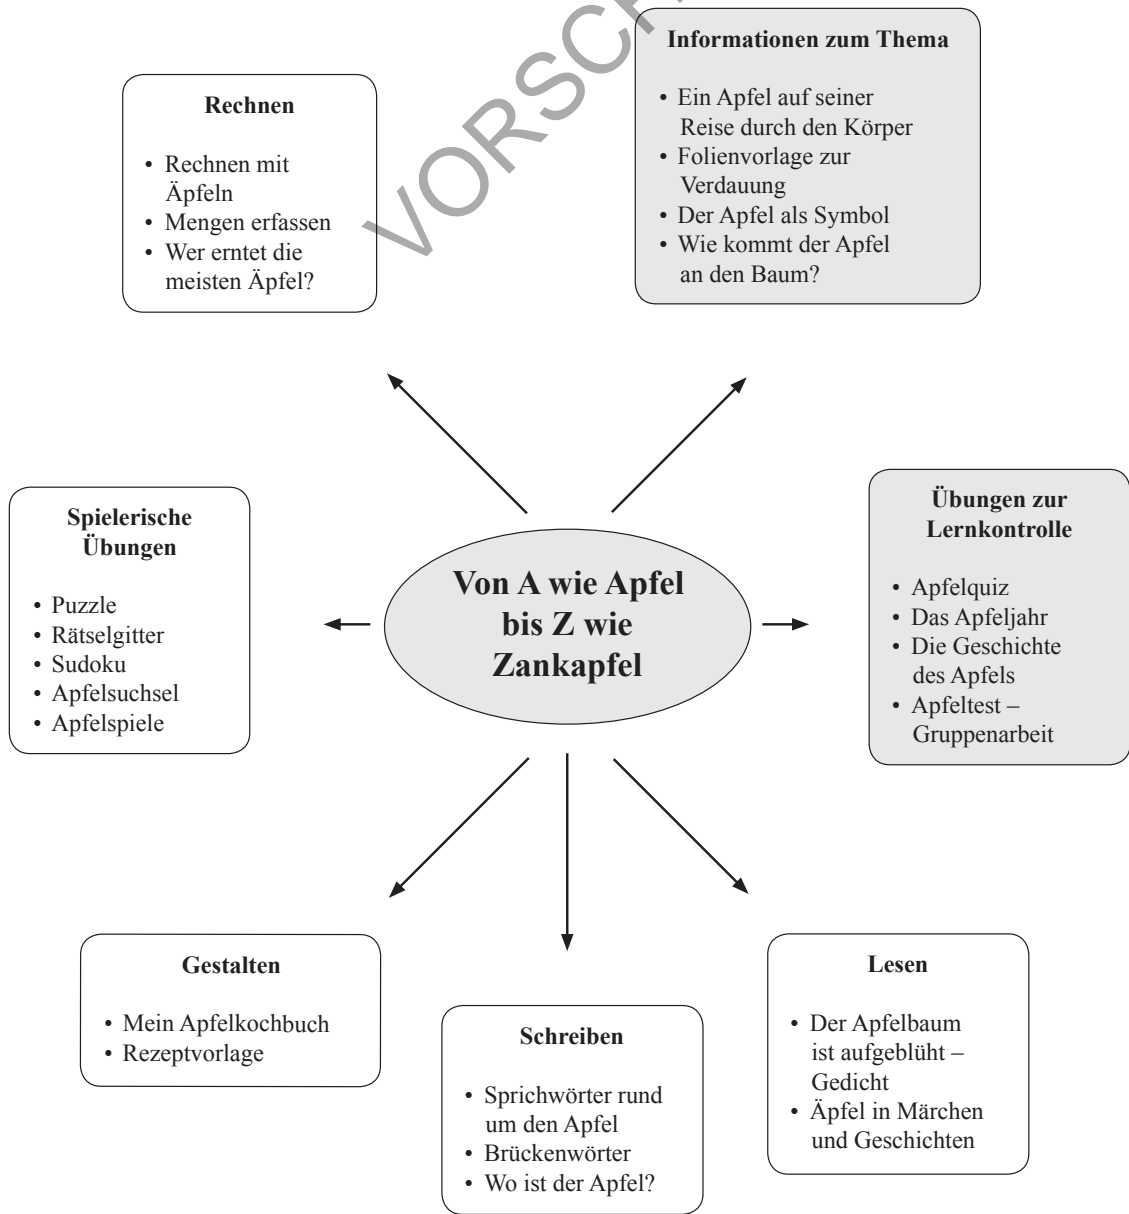 VORSCH
Informationen zum Thema
• Ein Apfel auf seiner
Reise durch den Körper
• Folienvorlage zur
Verdauung
• Der Apfel als Symbol
• Wie kommt der Apfel
an den Baum?
Rechnen
• Rechnen mit
Äpfeln
• Mengen erfassen
• Wer erntet die
meisten Äpfel?
Spielerische
Übungen
• Puzzle
• Rätselgitter
• Sudoku
• Apfelsuchsel
• Apfelspiele
Von A wie Apfel
bis Z wie
Zankapfel
Übungen zur
Lernkontrolle
• Apfelquiz
• Das Apfeljahr
• Die Geschichte
des Apfels
• Apfeltest –
Gruppenarbeit
Gestalten
• Mein Apfelkochbuch
• Rezeptvorlage
Schreiben
• Sprichwörter rund
um den Apfel
• Brückenwörter
• Wo ist der Apfel?
Lesen
• Der Apfelbaum
ist aufgeblüht –
Gedicht
• Äpfel in Märchen
und Geschichten